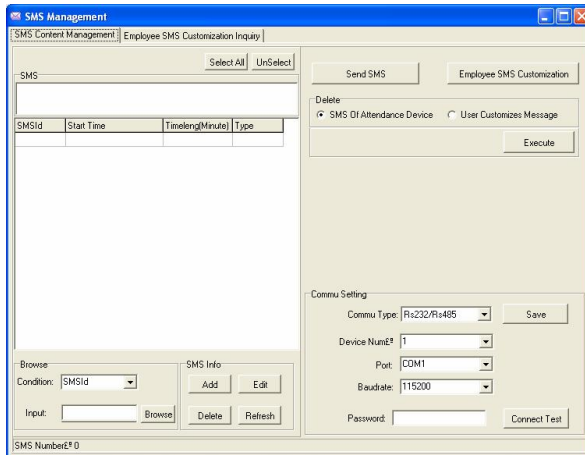 SMS Management
SMS Content Management Employee SMS Customization Inquiry
Select All UnSelect
SMS
SMSId Start Time Timeleng(Minute) Type
Browse
Condition: SMSId
Input: Browse
SMS Info
Add Edit
Delete Refresh
Send SMS Employee SMS Customization
Delete
SMS Of Attendance Device User Customizes Message
Execute
Commu Setting
Commu Type: Rs232/Rs485 Save
Device Num£º 1
Port: COM1
Baudrate: 115200
Password: Connect Test
SMS Number£º 0